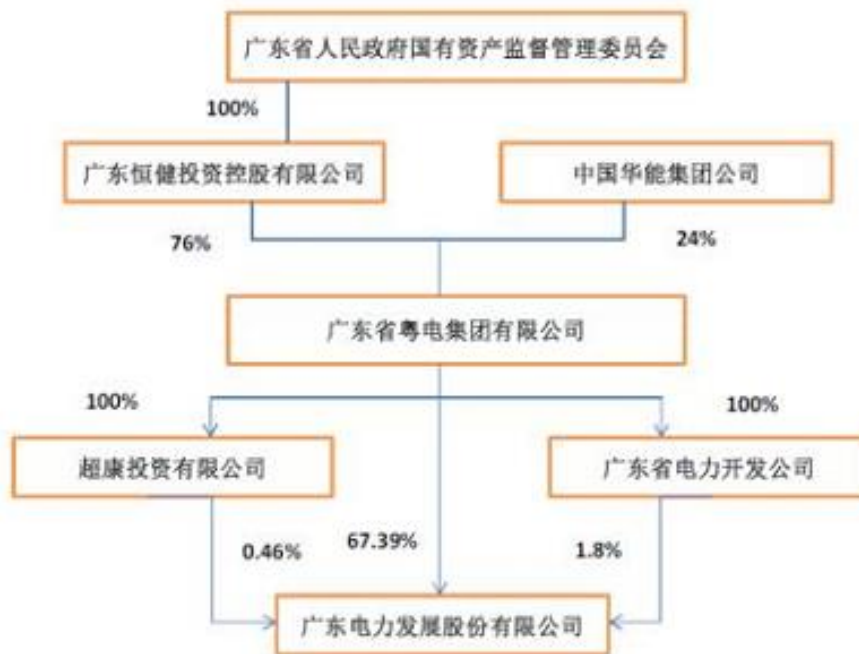 广东省人民政府国有资产监督管理委员会
100%
广东恒健投资控股有限公司
中国华能集团公司
76%
24%
广东省粤电集团有限公司
100%
100%
超康投资有限公司
广东省电力开发公司
0.46%
67.39%
1.8%
广东电力发展股份有限公司